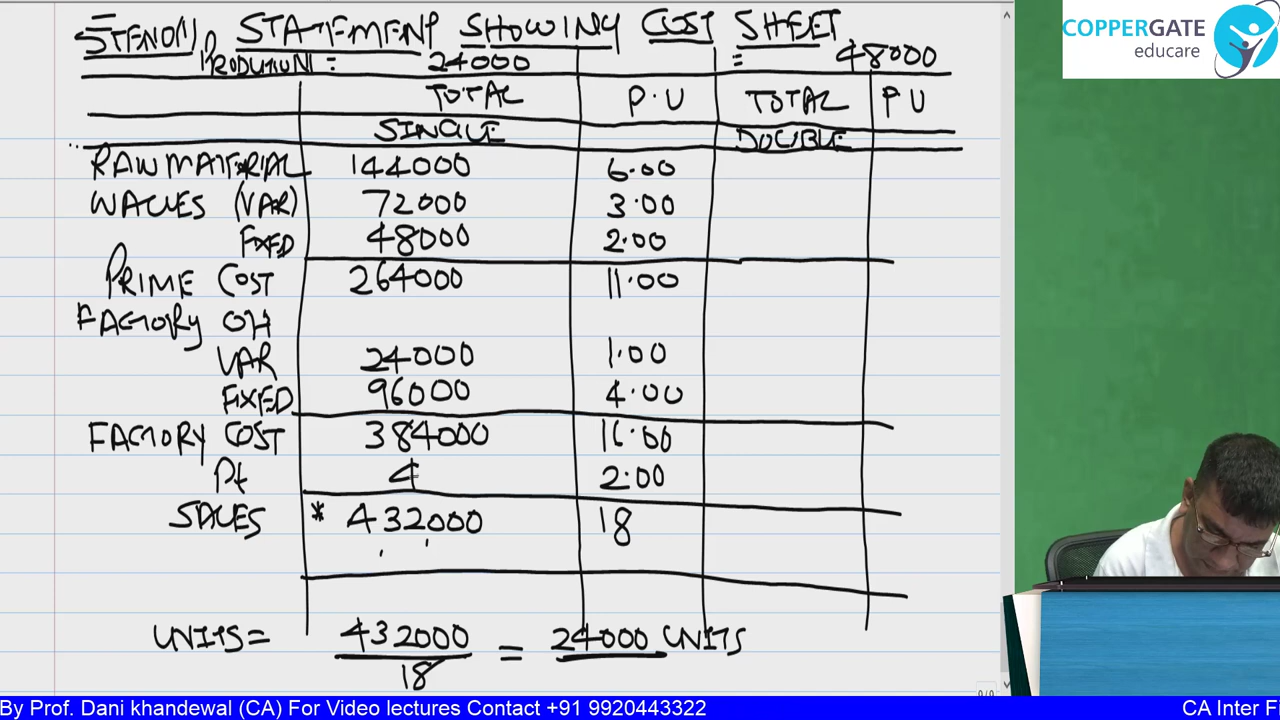 STATEMENT SHOWING COST SHEET
PRODUTION = 24000 = 48000
TOTAL P.U TOTAL P U
SINGLE DOUBLE
RAW MATERIAL 144000 6.00
WAGES (VAR) 72000 3.00
FIXED 48000 2.00
PRIME COST 264000 11.00
FACTORY OH
VAR 24000 1.00
FIXED 96000 4.00
FACTORY COST 384000 16.00
Pt 4 2.00
SALES * 432000 18
UNITS = 432000 = 24000 UNITS
18
COPPERGATE
educare
By Prof. Dani khandewal (CA) For Video lectures Contact +91 9920443322
CA Inter F